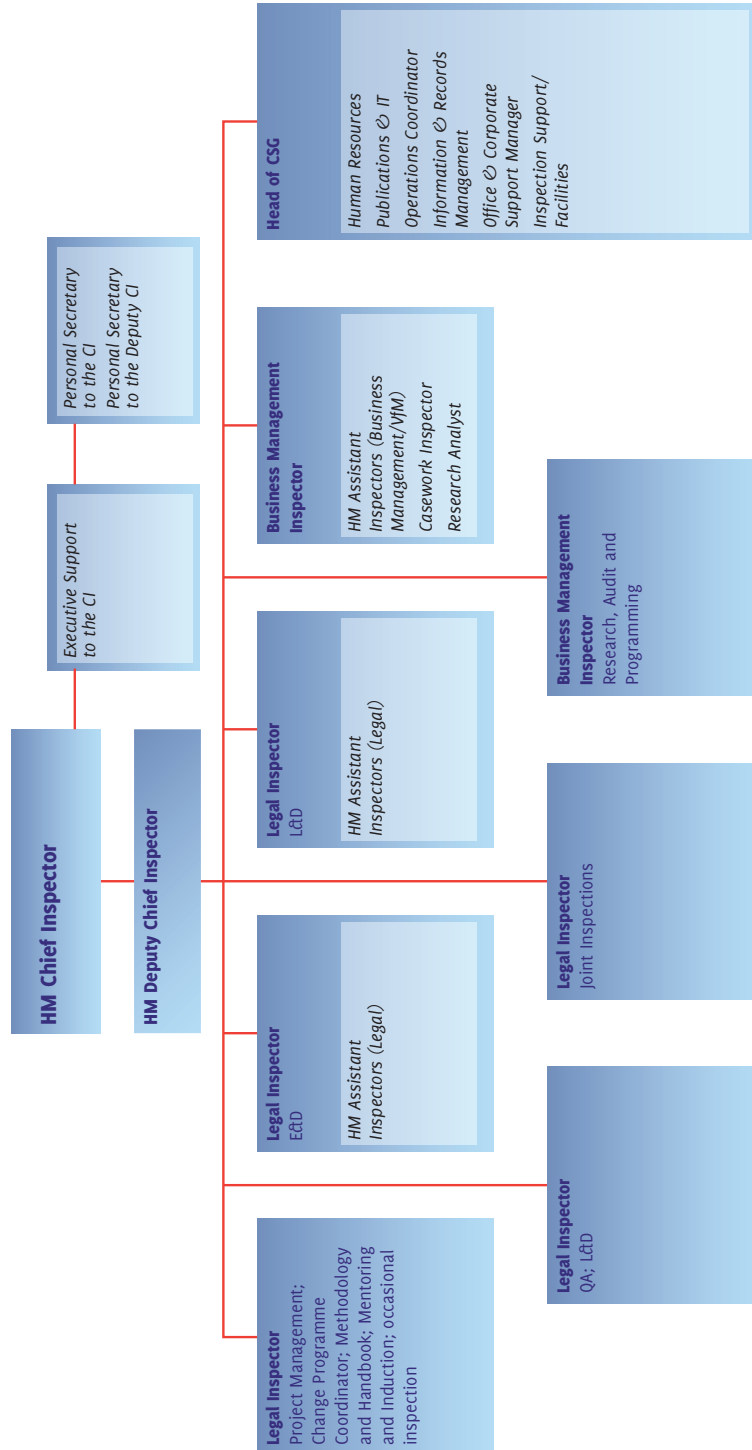 HM Chief Inspector
HM Deputy Chief Inspector
Executive Support
to the CI
Personal Secretary
to the CI
Personal Secretary
to the Deputy CI
Legal Inspector
Project Management;
Change Programme
Coordinator; Methodology
and Handbook; Mentoring
and Induction; occasional
inspection
Legal Inspector
E&D
HM Assistant
Inspectors (Legal)
Legal Inspector
L&D
HM Assistant
Inspectors (Legal)
Business Management
Inspector
HM Assistant
Inspectors (Business
Management/VfM)
Casework Inspector
Research Analyst
Head of CSG
Human Resources
Publications & IT
Operations Coordinator
Information & Records
Management
Office & Corporate
Support Manager
Inspection Support/
Facilities
Legal Inspector
QA; L&D
Legal Inspector
Joint Inspections
Business Management
Inspector
Research, Audit and
Programming